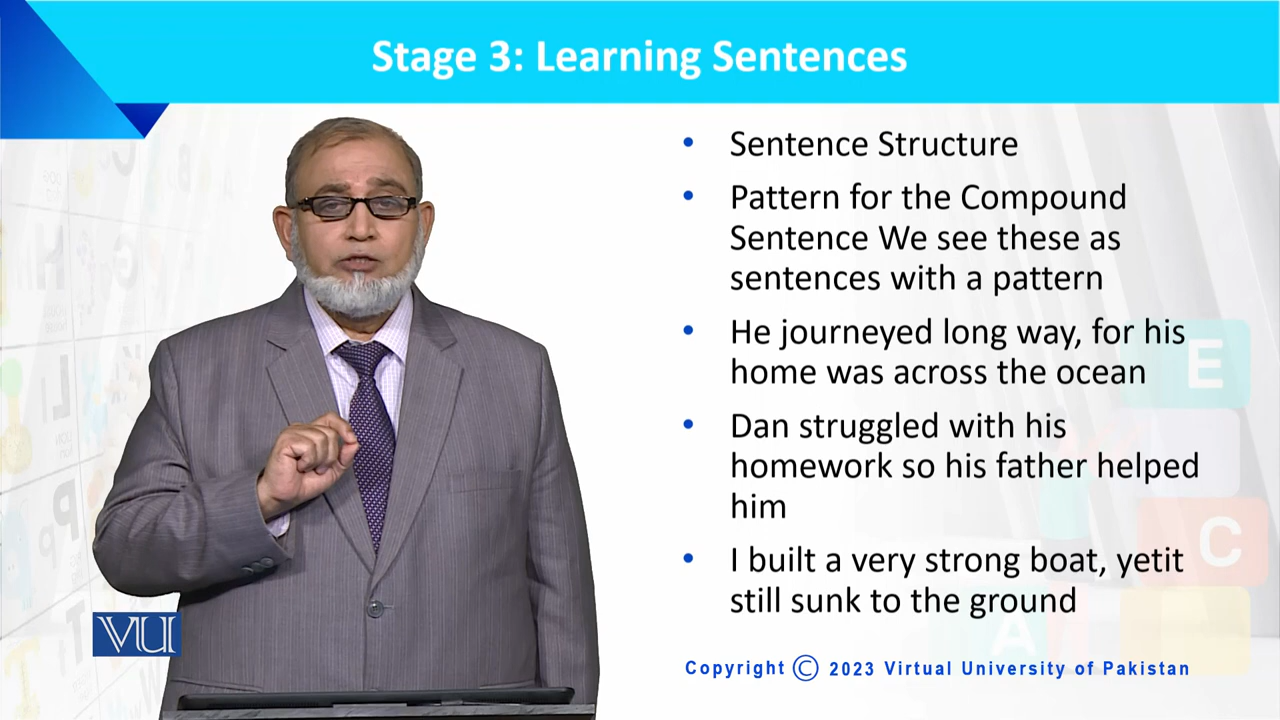 Stage 3: Learning Sentences
• Sentence Structure
• Pattern for the Compound
Sentence We see these as
sentences with a pattern
• He journeyed long way, for his
home was across the ocean
• Dan struggled with his
homework so his father helped
him
• I built a very strong boat, yetit
still sunk to the ground
VU
Copyright © 2023 Virtual University of Pakistan
E
C
A